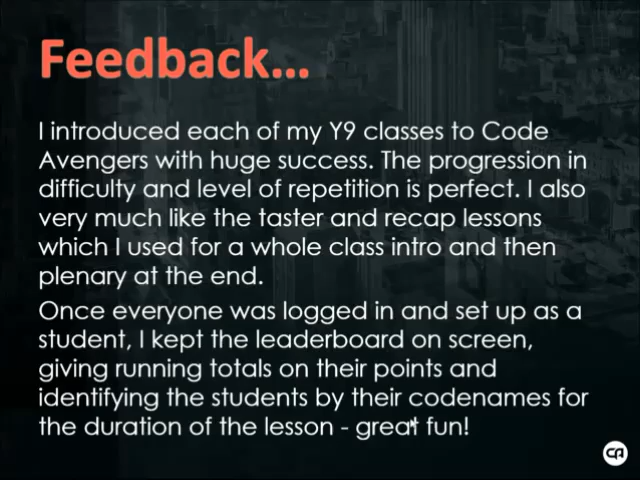 Feedback...
I introduced each of my Y9 classes to Code
Avengers with huge success. The progression in
difficulty and level of repetition is perfect. I also
very much like the taster and recap lessons
which I used for a whole class intro and then
plenary at the end.
Once everyone was logged in and set up as a
student, I kept the leaderboard on screen,
giving running totals on their points and
identifying the students by their codenames for
the duration of the lesson - great fun!
CA